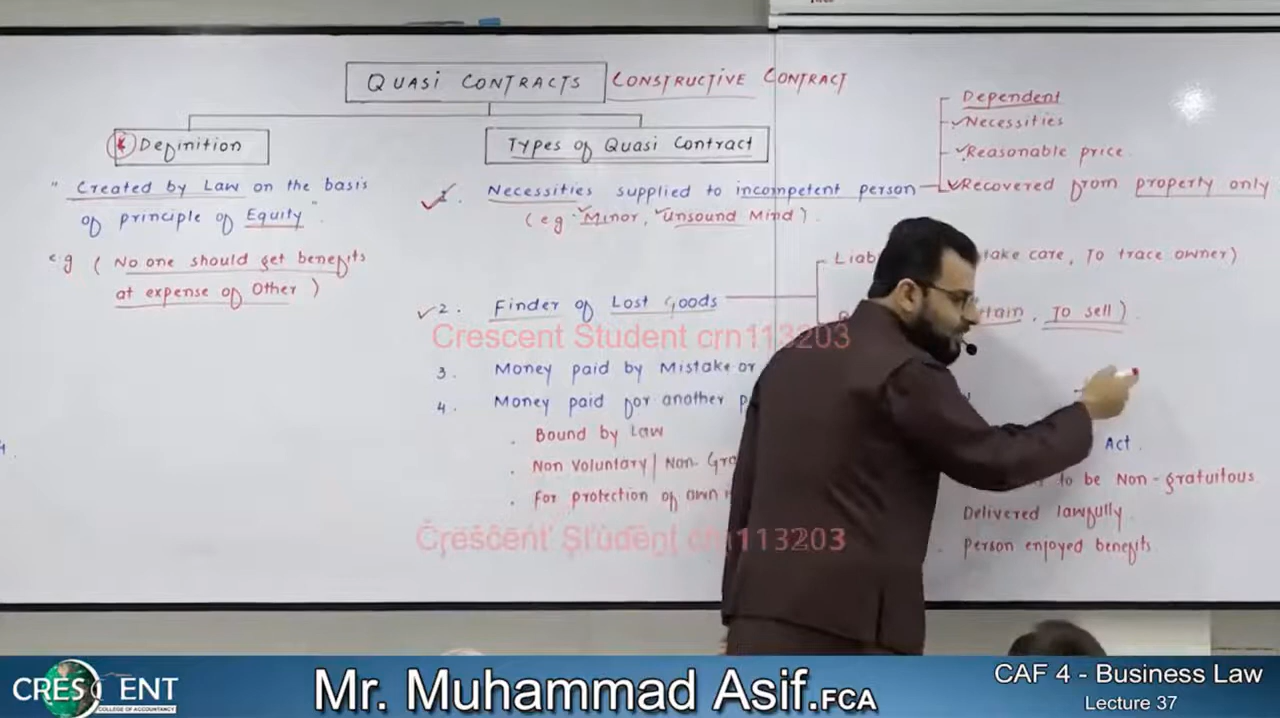 QUASI CONTRACTS CONSTRUCTIVE CONTRACT
Definition
" Created by Law on the basis
of principle of Equity "
eg ( No one should get benefits
at expense of Other )
Types of Quasi Contract
1. Necessities supplied to incompetent person
(eg. Minor, Unsound Mind).
Dependent
Necessities
Reasonable price.
Recovered from property only
2. Finder of Lost Goods
take care, To trace owner)
To sell).
Crescent Student crn113203
3. Money paid by Mistake or
4. Money paid for another
. Bound by Law
. Non Voluntary / Non-
. For protection of own
Act.
to be Non-gratuitous
Delivered lawfully.
Person enjoyed benefits
Crescent Student crn113203
CRESCENT
COLLEGE OF ACCOUNTANCY
Mr. Muhammad Asif.FCA
CAF 4 - Business Law
Lecture 37